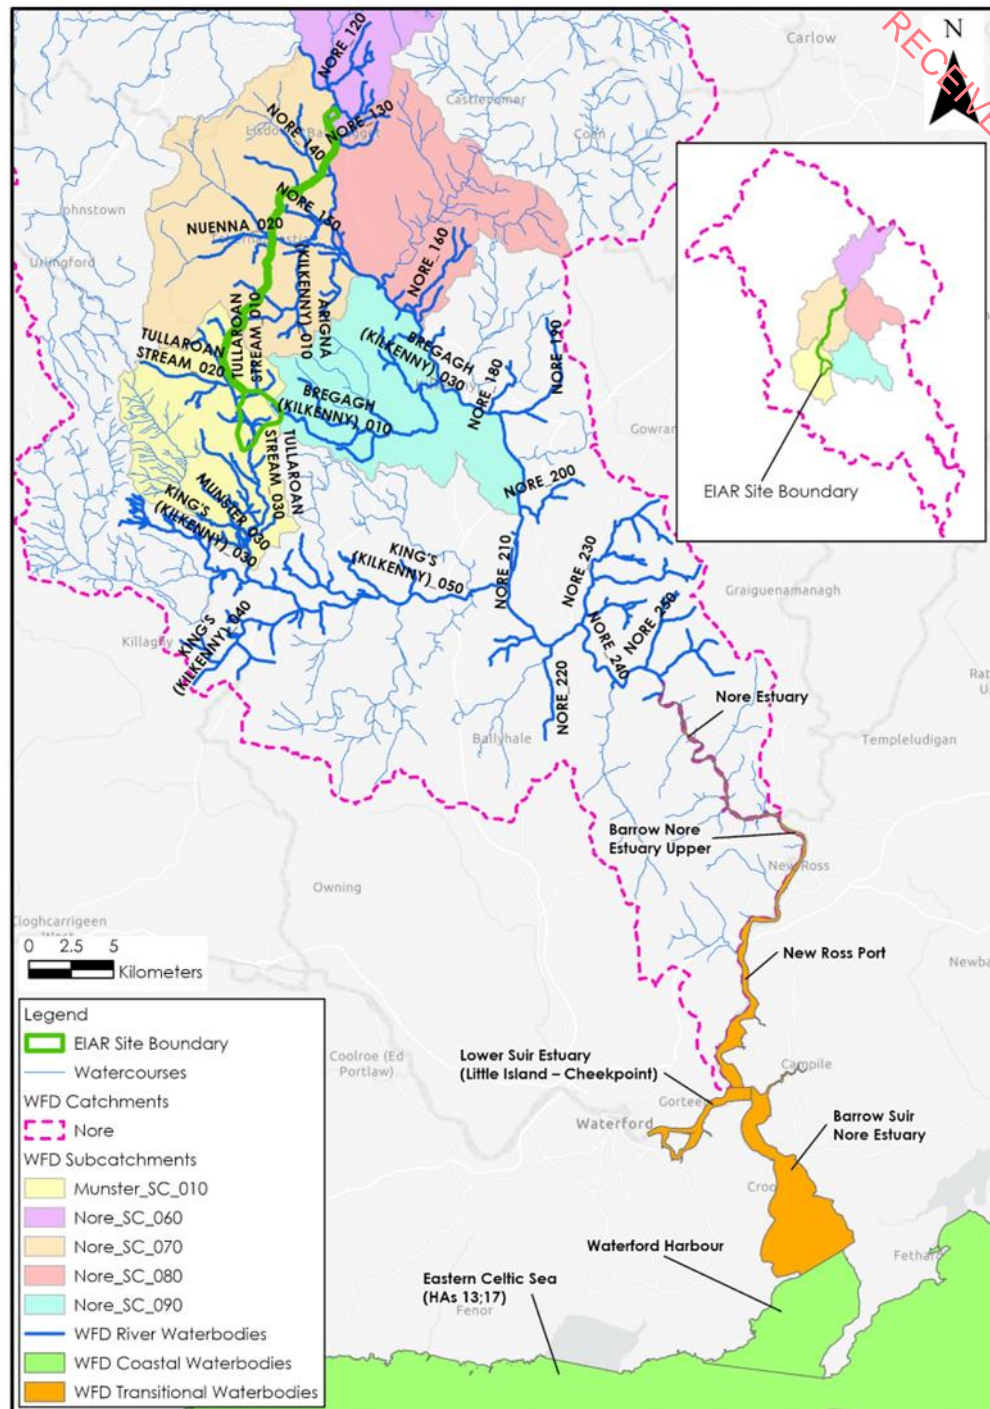 RECEIVE
N
Carlow
NORE_120
Castlecomer
NORE_130
NORE_140
Coan
Johnstown
NORE_150
NUENNA_020
Urlingford
NORE_160
ARIGNA
(KILKENNY)_010
TULLAROAN
STREAM_010
TULLAROAN
STREAM_020
BREGAGH
(KILKENNY)_030
NORE_190
NORE_180
BREGAGH
(KILKENNY)_010
Gowran
TULLAROAN
STREAM_030
EIAR Site Boundary
NORE_200
MUNSTER_030
KING'S
(KILKENNY)_030
KING'S
(KILKENNY)_050
NORE_210
NORE_230
Graiguenamanagh
NORE_250
NORE_240
KING'S
(KILKENNY)_040
NORE_220
Nore Estuary
Ballyhale
Templeludigan
Barrow Nore
Estuary Upper
New Ross
Owning
Cloghcarrigeen
West
0 2.5 5
Kilometers
New Ross Port
Legend
EIAR Site Boundary
Watercourses
WFD Catchments
Nore
WFD Subcatchments
Munster_SC_010
Nore_SC_060
Nore_SC_070
Nore_SC_080
Nore_SC_090
WFD River Waterbodies
WFD Coastal Waterbodies
WFD Transitional Waterbodies
Coolroe (Ed
Portlaw)
Lower Suir Estuary
(Little Island – Cheekpoint)
Campile
Waterford
Barrow Suir
Nore Estuary
Waterford Harbour
Eastern Celtic Sea
(HAs 13;17)
Fenor